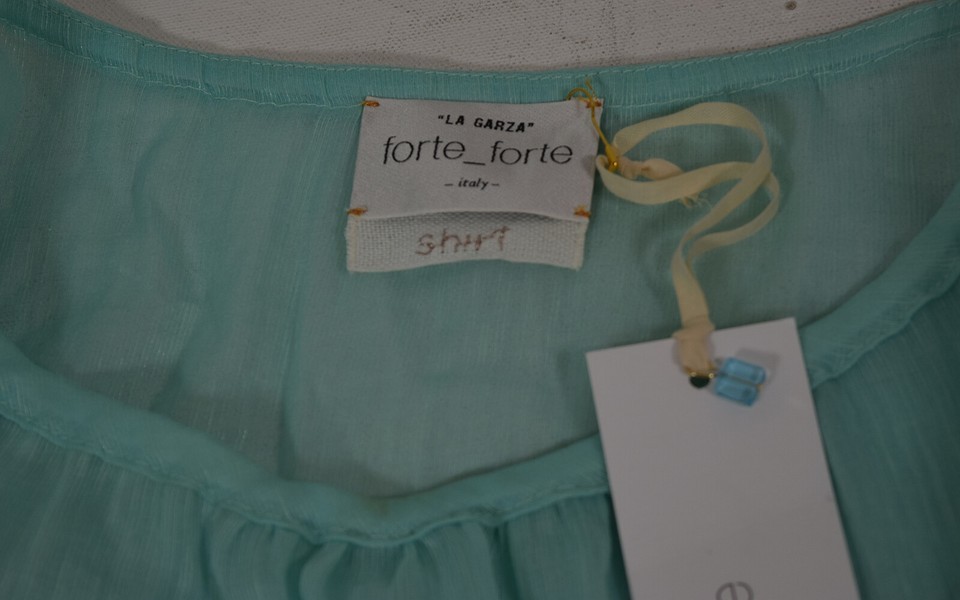 "LA GARZA"
forte_forte
– italy –
shirt
e